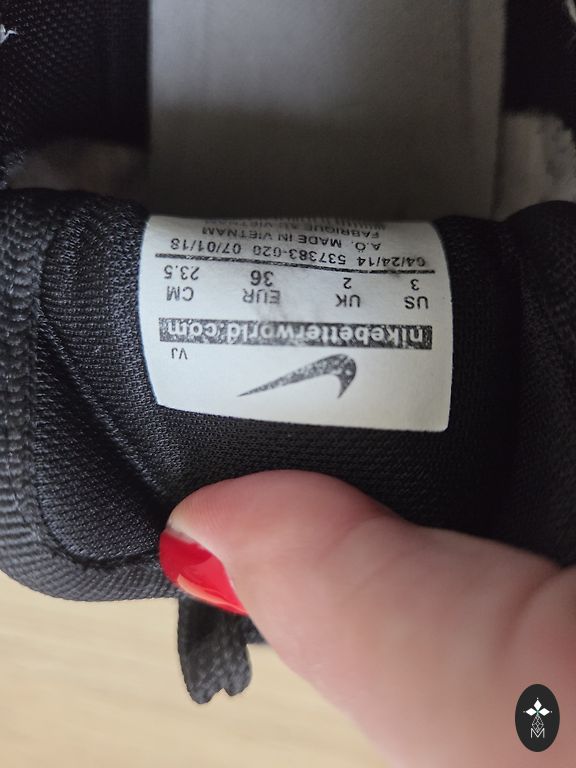 VJ
nikebetterworld.com
US UK EUR CM
3 2 36 23.5
04/24/14 537383-020 07/01/18
A.O. MADE IN VIETNAM
FABRIQUE AU VIETNAM
M